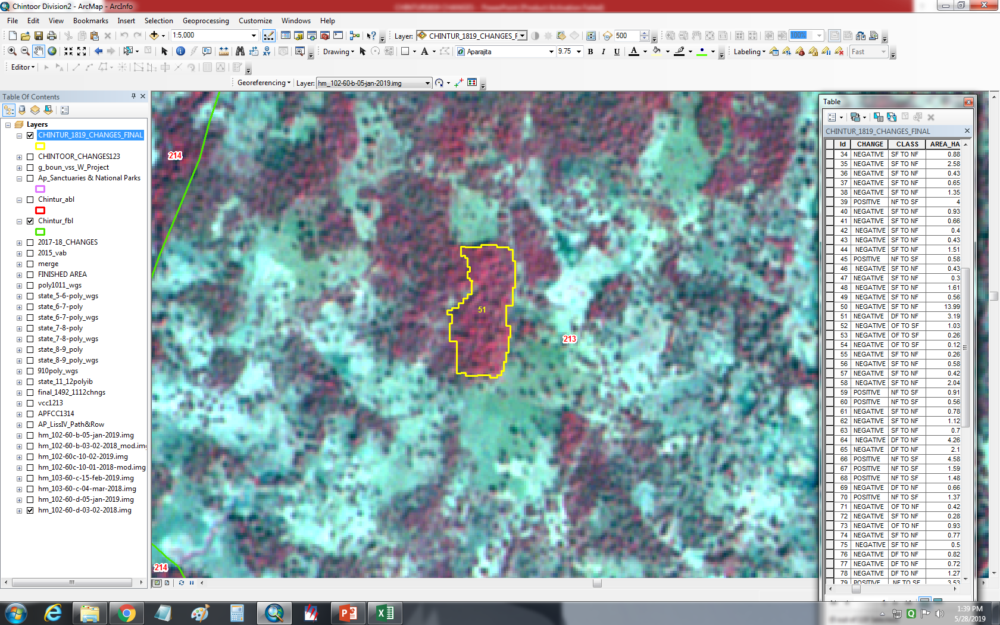 Chintoor Division2 - ArcMap - ArcInfo
File Edit View Bookmarks Insert Selection Geoprocessing Customize Windows Help
1:5,000
Layer: CHINTUR_1819_CHANGES_F
500
100%
Drawing
A
Aparajita
9.75
B I U A
Labeling
Fast
Editor
Georeferencing
Layer: hm_102-60-b-05-jan-2019.img
Table Of Contents
Layers
CHINTUR_1819_CHANGES_FINAL
CHINTOOR_CHANGES123
g_boun_vss_W_Project
Ap_Sanctuaries & National Parks
Chintur_abl
Chintur_fbl
2017-18_CHANGES
2015_vab
merge
FINISHED AREA
poly1011_wgs
state_5-6-poly_wgs
state_6-7-poly
state_6-7-poly_wgs
state_7-8-poly
state_7-8-poly_wgs
state_8-9_poly
state_8-9_poly_wgs
910poly_wgs
state_11_12polyib
final_1492_1112chngs
vcc1213
APFCC1314
AP_LissIV_Path&Row
hm_102-60-b-05-jan-2019.img
hm_102-60-b-03-02-2018_mod.img
hm_102-60c-10-02-2019.img
hm_102-60c-10-01-2018-mod.img
hm_103-60-c-15-feb-2019.img
hm_103-60-c-04-mar-2018.img
hm_102-60-d-05-jan-2019.img
hm_102-60-d-03-02-2018.img
214
51
213
214
Table
CHINTUR_1819_CHANGES_FINAL
Id CHANGE CLASS AREA_HA
34 NEGATIVE SF TO NF 0.88
35 NEGATIVE SF TO NF 2.58
36 NEGATIVE SF TO NF 0.43
37 NEGATIVE SF TO NF 0.65
38 NEGATIVE SF TO NF 1.35
39 POSITIVE NF TO SF 4
40 NEGATIVE SF TO NF 0.93
41 NEGATIVE SF TO NF 0.66
42 NEGATIVE SF TO NF 0.4
43 NEGATIVE SF TO NF 0.43
44 NEGATIVE SF TO NF 1.51
45 POSITIVE NF TO SF 0.58
46 NEGATIVE SF TO NF 0.43
47 NEGATIVE SF TO NF 0.3
48 NEGATIVE SF TO NF 1.61
49 NEGATIVE SF TO NF 0.56
50 NEGATIVE SF TO NF 13.99
51 NEGATIVE DF TO NF 3.19
52 NEGATIVE OF TO SF 1.03
53 NEGATIVE OF TO SF 0.26
54 NEGATIVE OF TO SF 0.12
55 NEGATIVE SF TO NF 0.26
56 NEGATIVE SF TO NF 0.58
57 NEGATIVE SF TO NF 0.42
58 NEGATIVE SF TO NF 2.04
59 POSITIVE NF TO SF 0.91
60 POSITIVE NF TO SF 0.56
61 NEGATIVE SF TO NF 0.78
62 NEGATIVE SF TO NF 1.12
63 NEGATIVE SF TO NF 0.7
64 NEGATIVE DF TO NF 4.26
65 NEGATIVE DF TO NF 2.1
66 POSITIVE NF TO SF 4.58
67 POSITIVE NF TO SF 1.59
68 POSITIVE NF TO SF 1.48
69 NEGATIVE DF TO NF 0.66
70 POSITIVE NF TO SF 1.37
71 NEGATIVE OF TO NF 0.42
72 NEGATIVE SF TO NF 0.28
73 NEGATIVE OF TO NF 0.93
74 NEGATIVE SF TO NF 0.77
75 NEGATIVE SF TO NF 0.5
76 NEGATIVE DF TO NF 0.82
77 NEGATIVE DF TO NF 0.72
78 NEGATIVE DF TO NF 1.27
79 POSITIVE NF TO SF 3.53
1:39 PM
5/28/2019